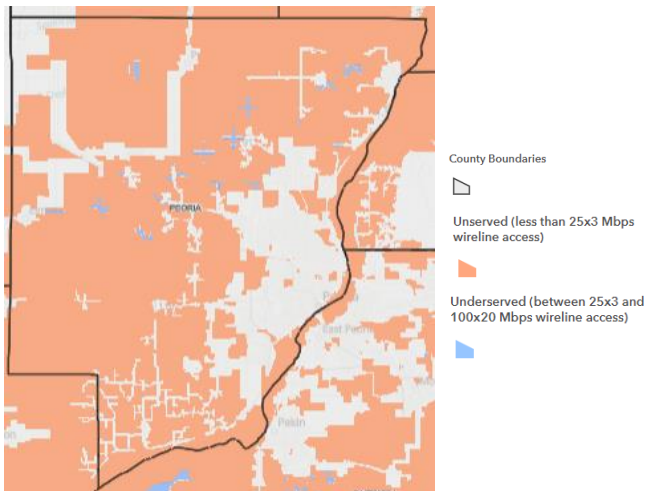 PEORIA
East Peoria
Pekin
County Boundaries
Unserved (less than 25x3 Mbps
wireline access)
Underserved (between 25x3 and
100x20 Mbps wireline access)